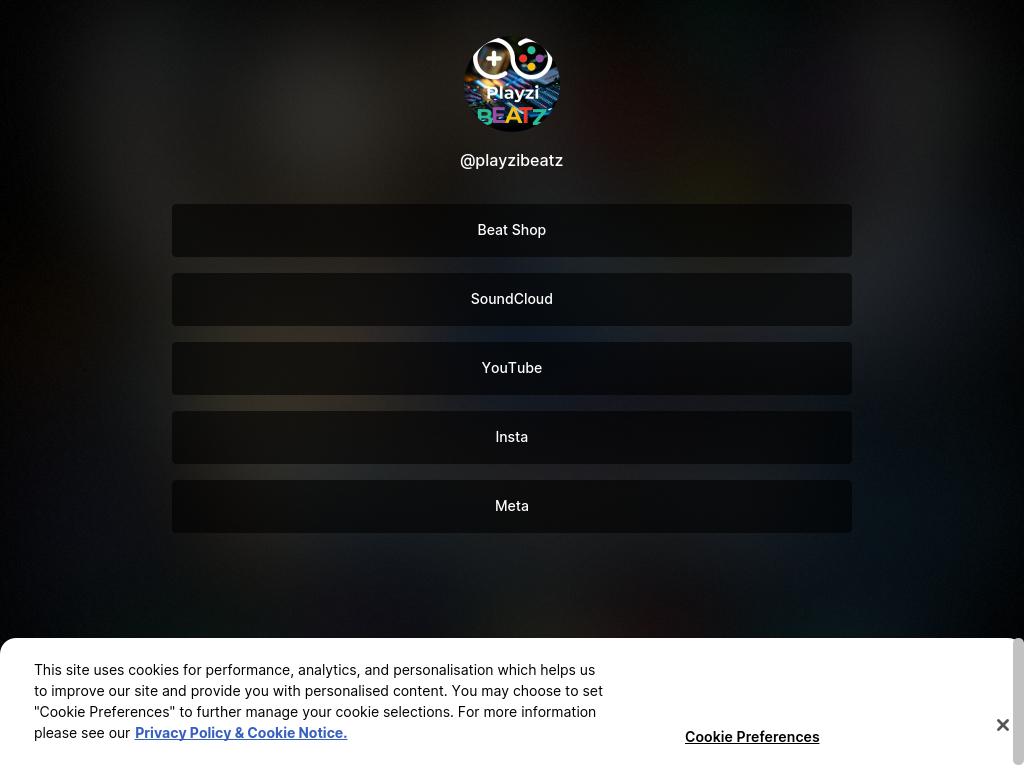 Playzi
BEATZ
@playzibeatz
Beat Shop
SoundCloud
YouTube
Insta
Meta
This site uses cookies for performance, analytics, and personalisation which helps us
to improve our site and provide you with personalised content. You may choose to set
"Cookie Preferences" to further manage your cookie selections. For more information
please see our Privacy Policy & Cookie Notice.
Cookie Preferences